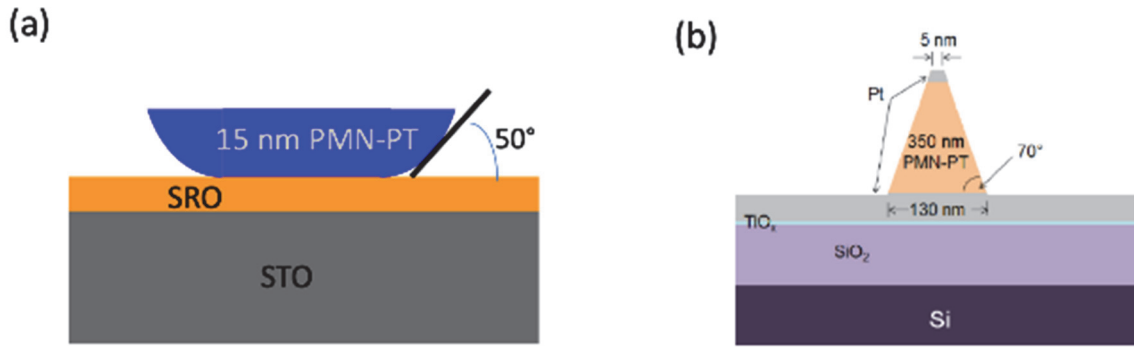 (a)
15 nm PMN-PT
50°
SRO
STO
(b)
5 nm
Pt
350 nm
PMN-PT
70°
130 nm
TiOₓ
SiO₂
Si